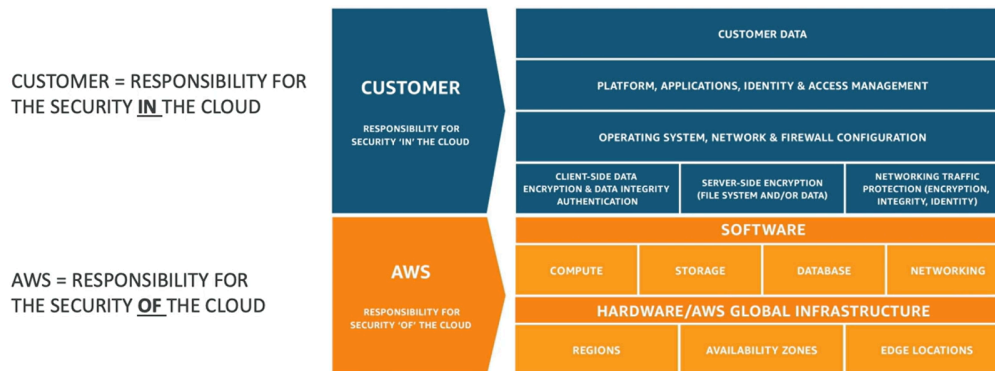 CUSTOMER = RESPONSIBILITY FOR
THE SECURITY IN THE CLOUD
CUSTOMER
RESPONSIBILITY FOR
SECURITY ‘IN’ THE CLOUD
CUSTOMER DATA
PLATFORM, APPLICATIONS, IDENTITY & ACCESS MANAGEMENT
OPERATING SYSTEM, NETWORK & FIREWALL CONFIGURATION
CLIENT-SIDE DATA
ENCRYPTION & DATA INTEGRITY
AUTHENTICATION
SERVER-SIDE ENCRYPTION
(FILE SYSTEM AND/OR DATA)
NETWORKING TRAFFIC
PROTECTION (ENCRYPTION,
INTEGRITY, IDENTITY)
AWS = RESPONSIBILITY FOR
THE SECURITY OF THE CLOUD
AWS
RESPONSIBILITY FOR
SECURITY ‘OF’ THE CLOUD
SOFTWARE
COMPUTE
STORAGE
DATABASE
NETWORKING
HARDWARE/AWS GLOBAL INFRASTRUCTURE
REGIONS
AVAILABILITY ZONES
EDGE LOCATIONS